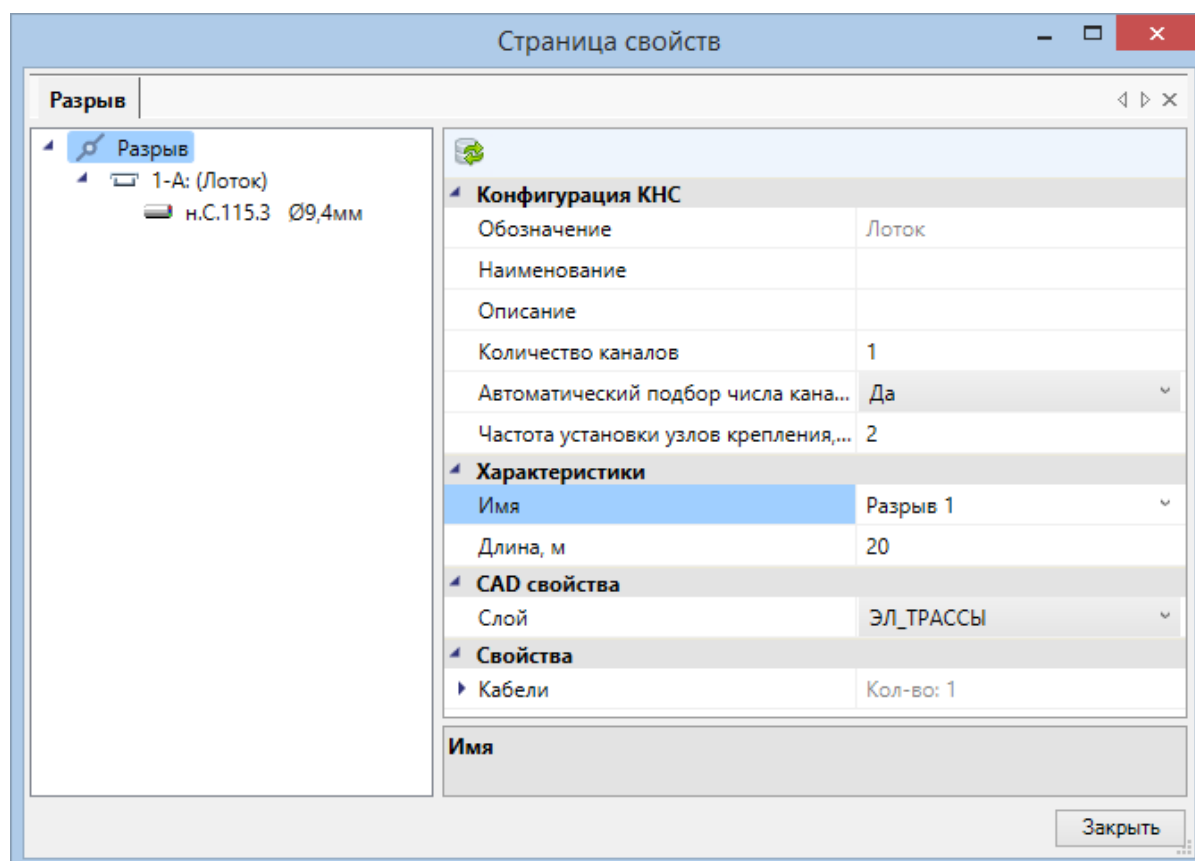 Страница свойств
Разрыв
Разрыв
1-А: (Лоток)
н.С.115.3 Ø9,4мм
Конфигурация КНС
Обозначение Лоток
Наименование
Описание
Количество каналов 1
Автоматический подбор числа кана... Да
Частота установки узлов крепления,... 2
Характеристики
Имя Разрыв 1
Длина, м 20
CAD свойства
Слой ЭЛ_ТРАССЫ
Свойства
Кабели Кол-во: 1
Имя
Закрыть